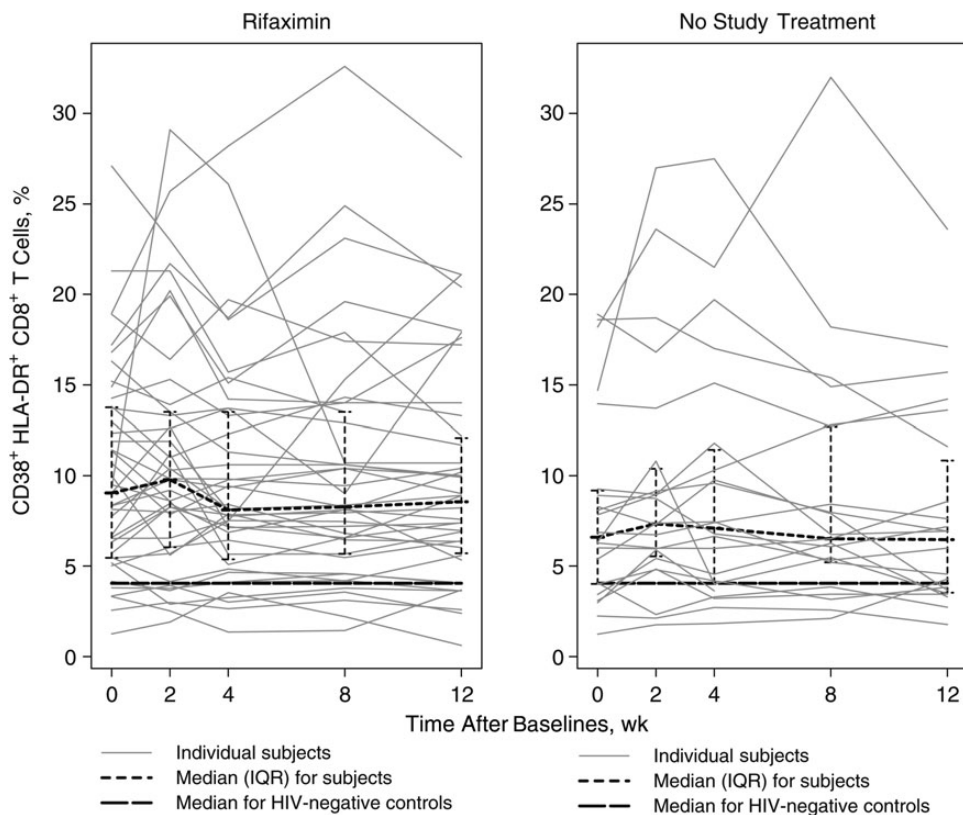 Rifaximin
No Study Treatment
CD38+ HLA-DR+ CD8+ T Cells, %
30
25
20
15
10
5
0
0 2 4 8 12
30
25
20
15
10
5
0
0 2 4 8 12
Time After Baselines, wk
Individual subjects
Median (IQR) for subjects
Median for HIV-negative controls
Individual subjects
Median (IQR) for subjects
Median for HIV-negative controls